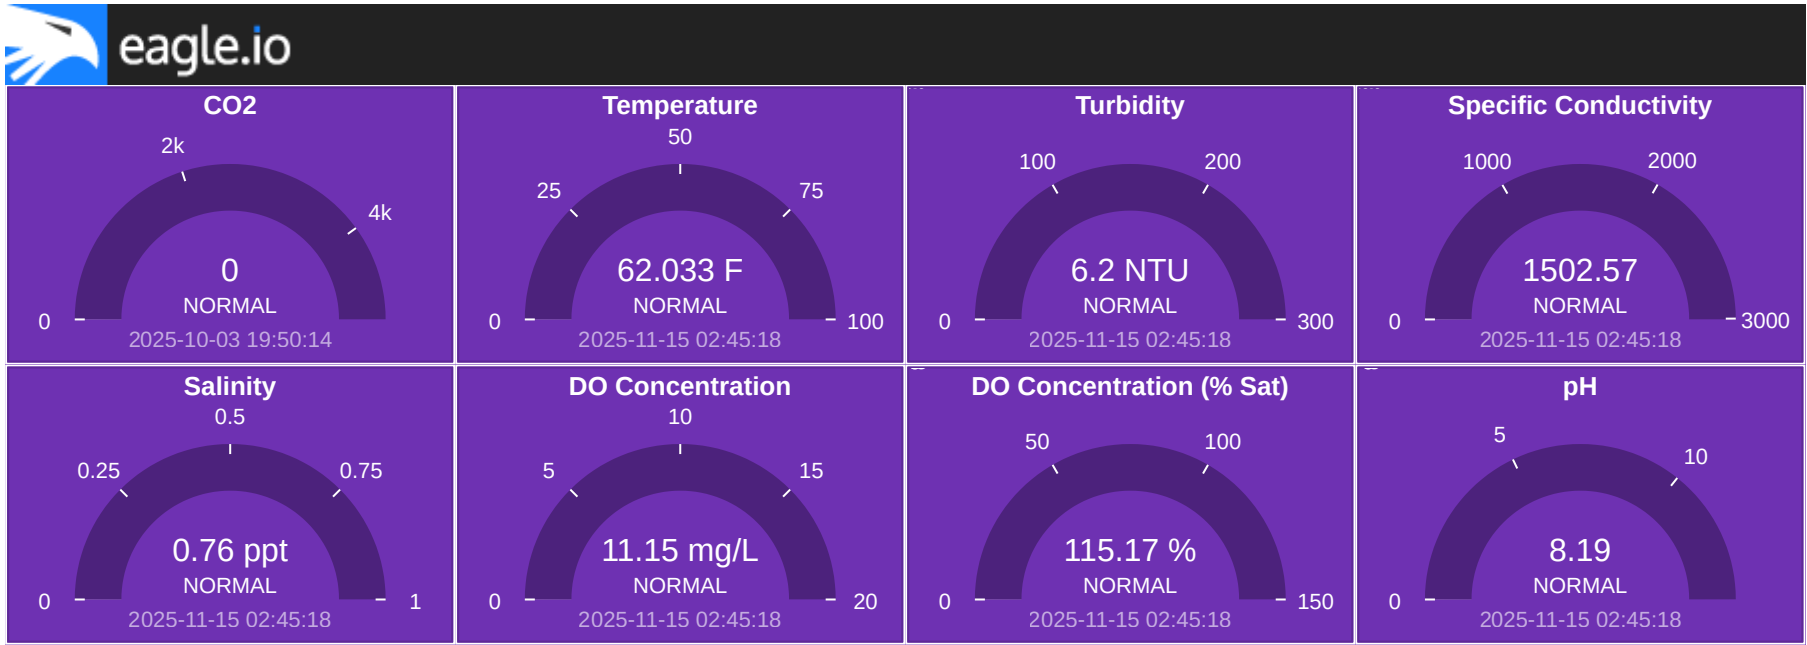 eagle.io
CO2
2k
4k
0
0
NORMAL
2025-10-03 19:50:14
Temperature
50
25
75
62.033 F
NORMAL
0
100
2025-11-15 02:45:18
Turbidity
100
200
6.2 NTU
NORMAL
0
300
2025-11-15 02:45:18
Specific Conductivity
1000
2000
1502.57
NORMAL
0
3000
2025-11-15 02:45:18
Salinity
0.5
0.25
0.75
0.76 ppt
NORMAL
0
1
2025-11-15 02:45:18
DO Concentration
10
5
15
11.15 mg/L
NORMAL
0
20
2025-11-15 02:45:18
DO Concentration (% Sat)
50
100
115.17 %
NORMAL
0
150
2025-11-15 02:45:18
pH
5
10
8.19
NORMAL
0
2025-11-15 02:45:18